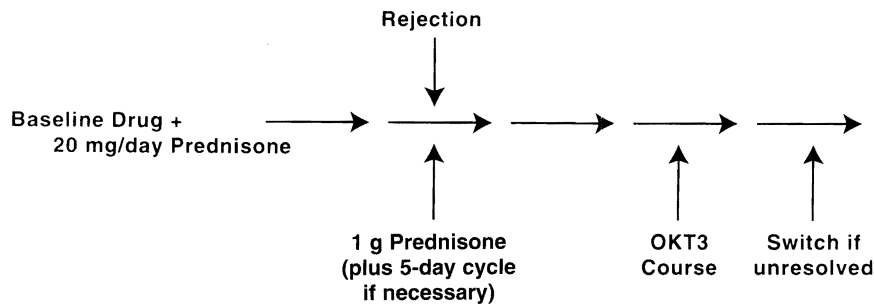 Rejection
Baseline Drug +
20 mg/day Prednisone
1 g Prednisone
(plus 5-day cycle
if necessary)
OKT3
Course
Switch if
unresolved